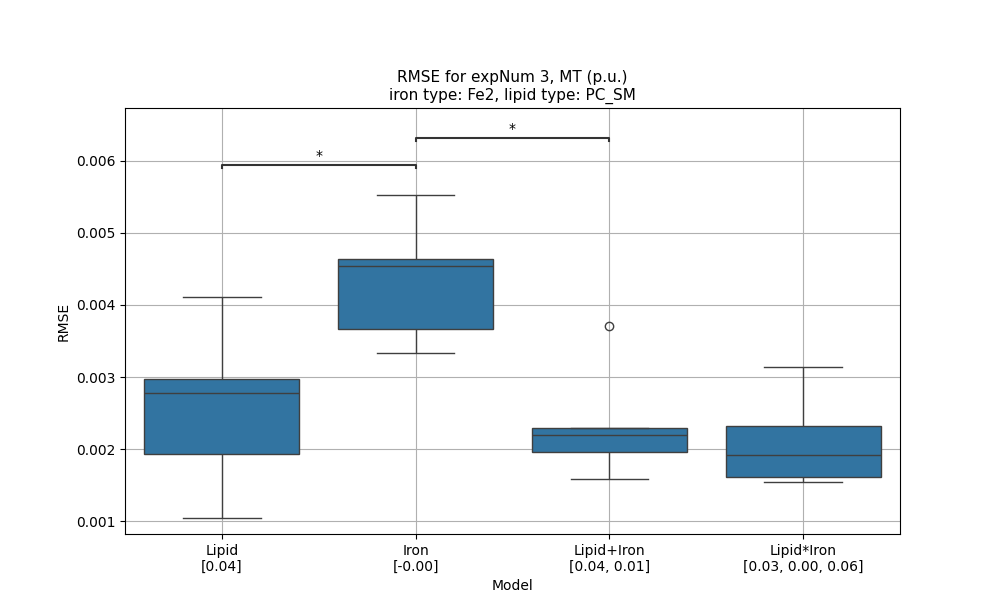 RMSE for expNum 3, MT (p.u.)
iron type: Fe2, lipid type: PC_SM
*
*
0.006
0.005
0.004
0.003
0.002
0.001
RMSE
Lipid
[0.04]
Iron
[-0.00]
Lipid+Iron
[0.04, 0.01]
Lipid*Iron
[0.03, 0.00, 0.06]
Model